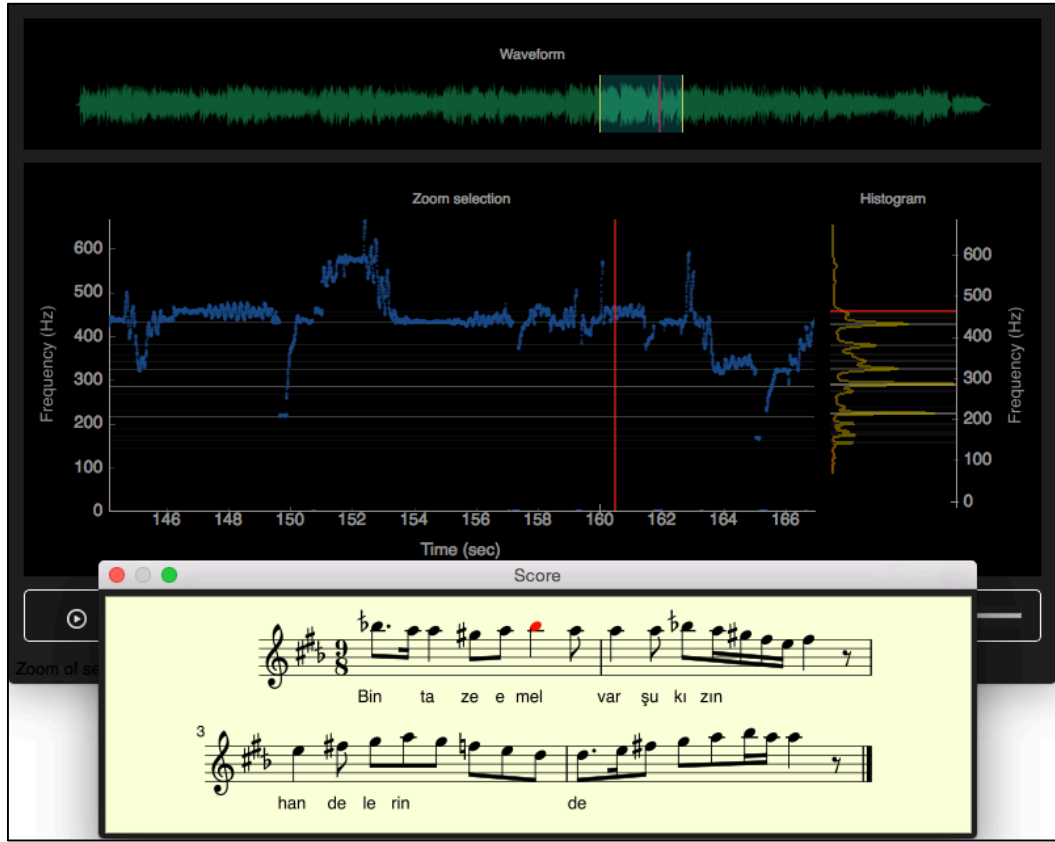 Waveform
Zoom selection
Histogram
Frequency (Hz)
600
500
400
300
200
100
0
146 148 150 152 154 156 158 160 162 164 166
Time (sec)
600
500
400
300
200
100
0
Frequency (Hz)
Score
Zoom of se
9
8
Bin ta ze e mel var şu kı zın
3
han de le rin de